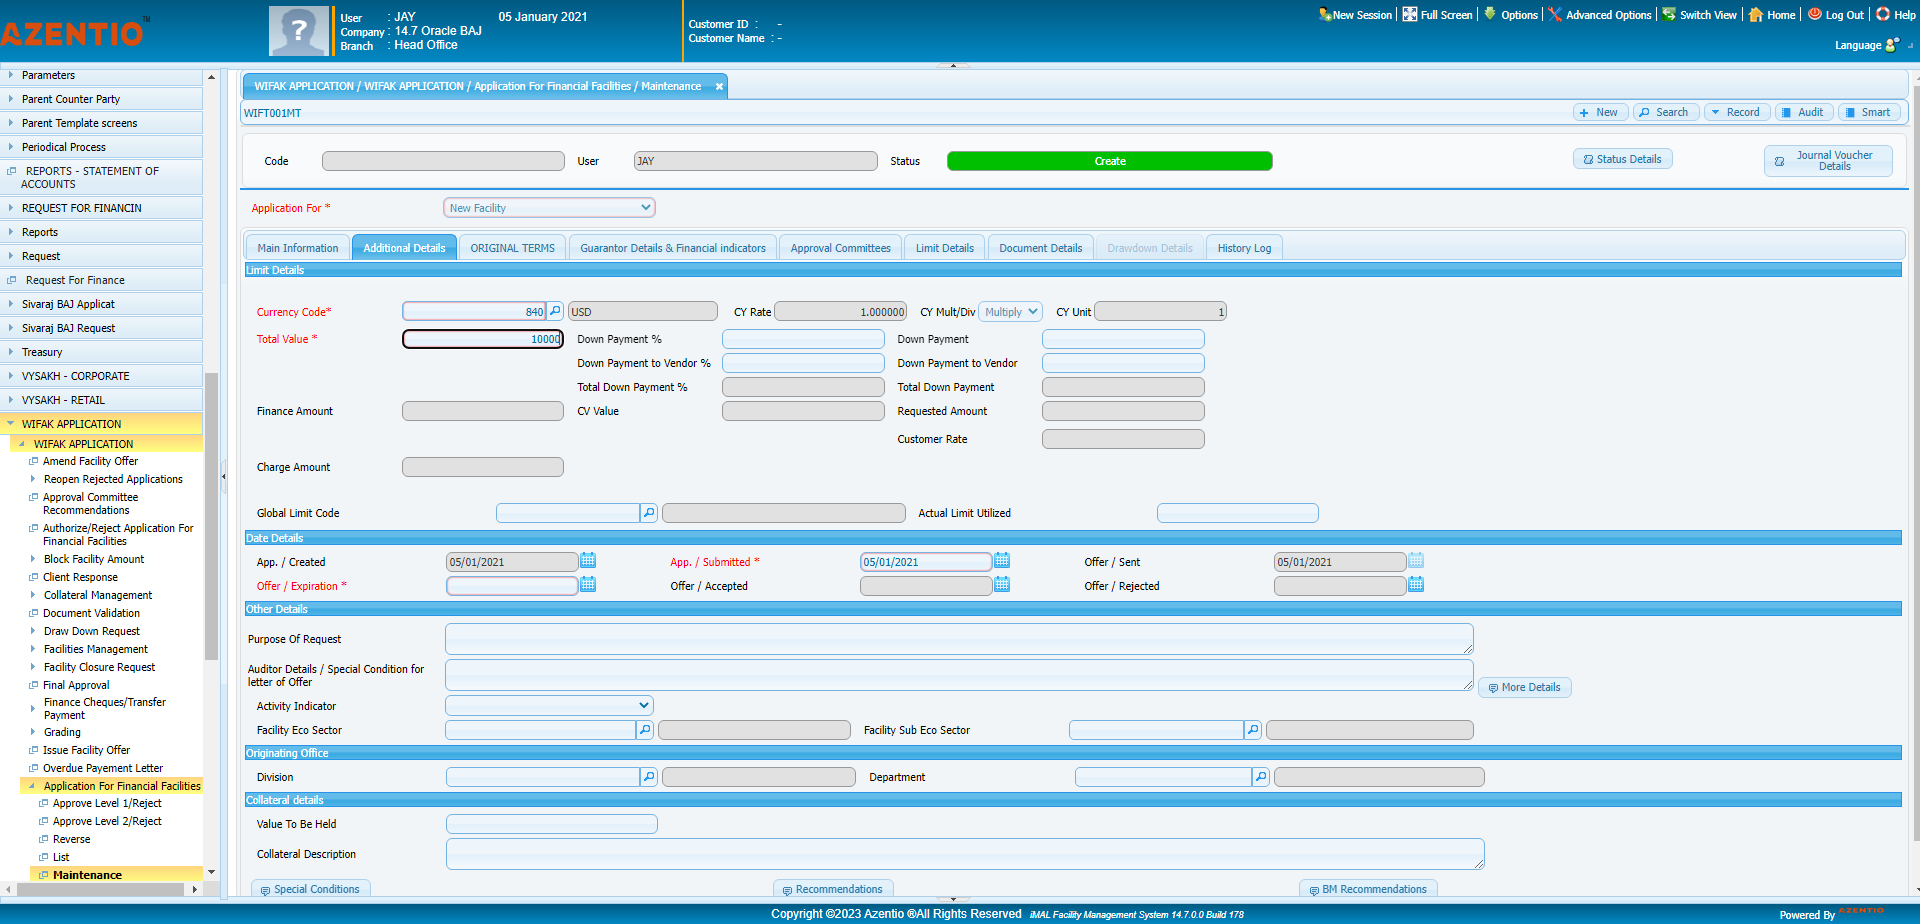 AZENTIO™
User : JAY 05 January 2021
Company : 14.7 Oracle BAJ
Branch : Head Office
Customer ID : -
Customer Name : -
New Session Full Screen Options Advanced Options Switch View Home Log Out Help
Language
Parameters
Parent Counter Party
Parent Template screens
Periodical Process
REPORTS - STATEMENT OF
ACCOUNTS
REQUEST FOR FINANCIN
Reports
Request
Request For Finance
Sivaraj BAJ Applicat
Sivaraj BAJ Request
Treasury
VYSAKH - CORPORATE
VYSAKH - RETAIL
WIFAK APPLICATION
WIFAK APPLICATION
Amend Facility Offer
Reopen Rejected Applications
Approval Committee
Recommendations
Authorize/Reject Application For
Financial Facilities
Block Facility Amount
Client Response
Collateral Management
Document Validation
Draw Down Request
Facilities Management
Facility Closure Request
Final Approval
Finance Cheques/Transfer
Payment
Grading
Issue Facility Offer
Overdue Payment Letter
Application For Financial Facilities
Approve Level 1/Reject
Approve Level 2/Reject
Reverse
List
Maintenance
WIFAK APPLICATION / WIFAK APPLICATION / Application For Financial Facilities / Maintenance
WIFT001MT
New Search Record Audit Smart
Code User JAY Status Create Status Details Journal Voucher
Details
Application For * New Facility
Main Information Additional Details ORIGINAL TERMS Guarantor Details & Financial indicators Approval Committees Limit Details Document Details Drawdown Details History Log
Limit Details
Currency Code* 840 USD CY Rate 1.000000 CY Mult/Div Multiply CY Unit 1
Total Value * 10000 Down Payment % Down Payment
Down Payment to Vendor % Down Payment to Vendor
Total Down Payment % Total Down Payment
Finance Amount CV Value Requested Amount
Customer Rate
Charge Amount
Global Limit Code Actual Limit Utilized
Date Details
App. / Created 05/01/2021 App. / Submitted * 05/01/2021 Offer / Sent 05/01/2021
Offer / Expiration * Offer / Accepted Offer / Rejected
Other Details
Purpose Of Request
Auditor Details / Special Condition for
letter of Offer
More Details
Activity Indicator
Facility Eco Sector Facility Sub Eco Sector
Originating Office
Division Department
Collateral details
Value To Be Held
Collateral Description
Special Conditions Recommendations BM Recommendations
Copyright ©2023 Azentio ®All Rights Reserved iMAL Facility Management System 14.7.0.0 Build 178
Powered By AZENTIO